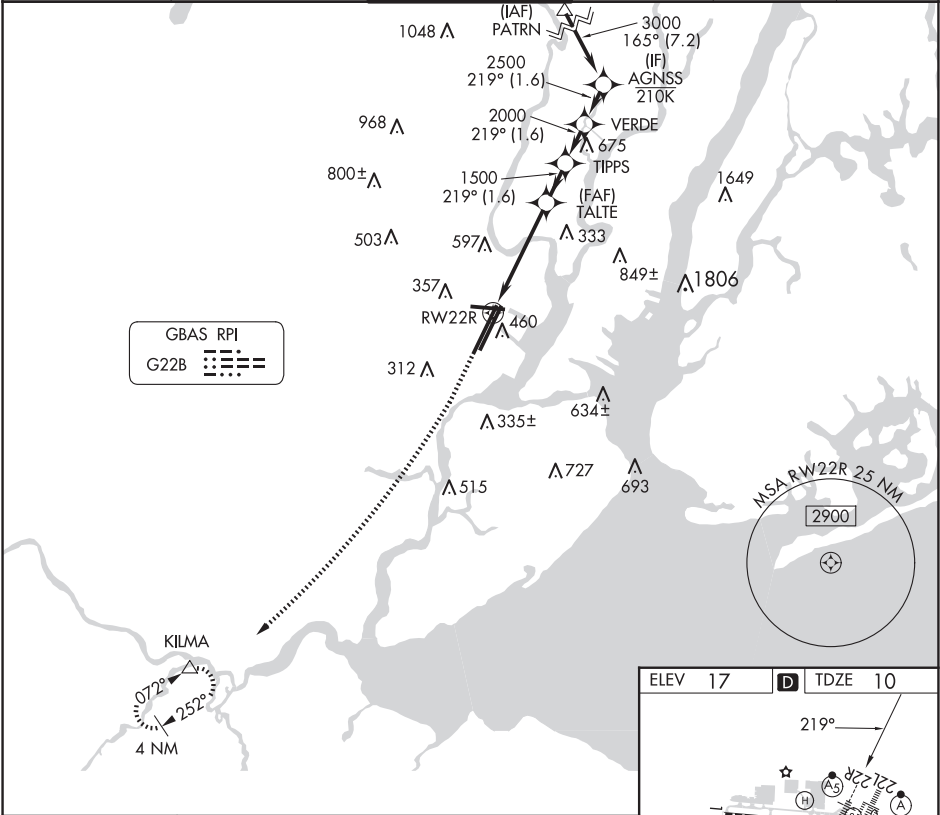 (IAF)
PATRN
1048
3000
165° (7.2)
2500
219° (1.6)
(IF)
AGNSS
210K
2000
219° (1.6)
VERDE
968
675
TIPPS
800±
1500
219° (1.6)
1649
(FAF)
TALTE
503
597
333
849±
1806
357
RW22R
460
GBAS RPI
G22B
312
634±
335±
727
515
693
MSA RW22R 25 NM
2900
KILMA
072°
252°
4 NM
ELEV 17
D
TDZE 10
219°
22R
22L
A5
H
A